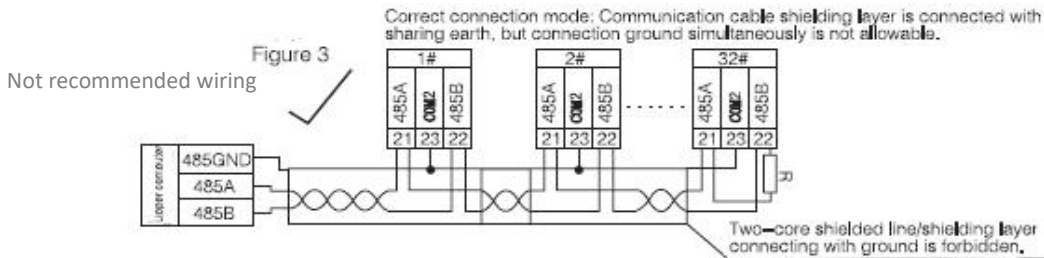 Correct connection mode: Communication cable shielding layer is connected with
sharing earth, but connection ground simultaneously is not allowable.
Figure 3
Not recommended wiring
1#
2#
32#
485A
COM2
485B
485A
COM2
485B
485A
COM2
485B
21 23 22
21 23 22
21 23 22
Upper computer
485GND
485A
485B
R
Two-core shielded line/shielding layer
connecting with ground is forbidden.